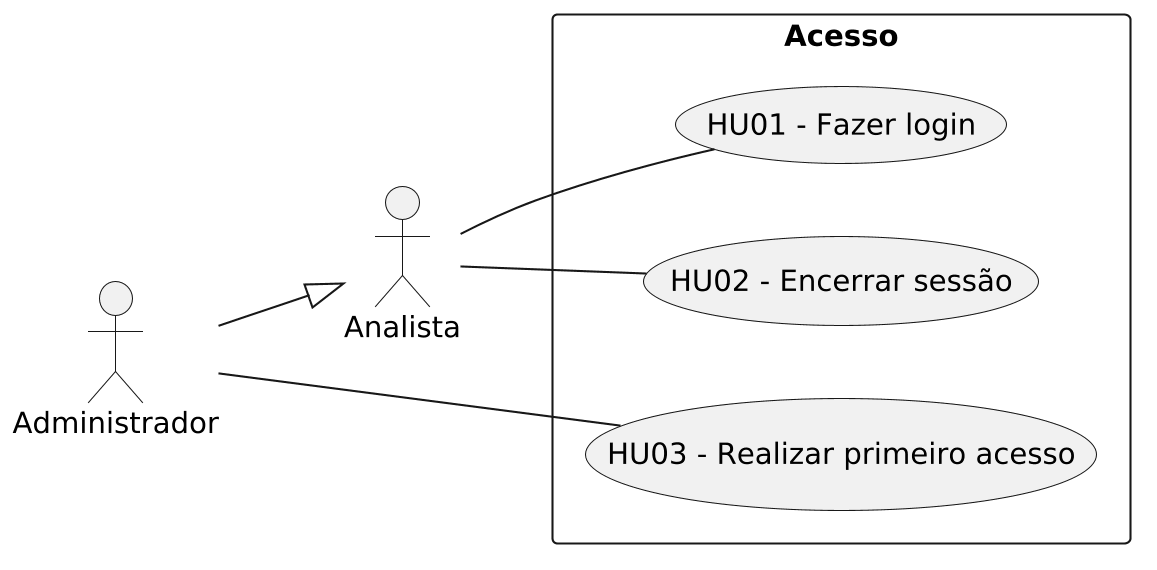 Acesso
HU01 - Fazer login
HU02 - Encerrar sessão
Analista
Administrador
HU03 - Realizar primeiro acesso